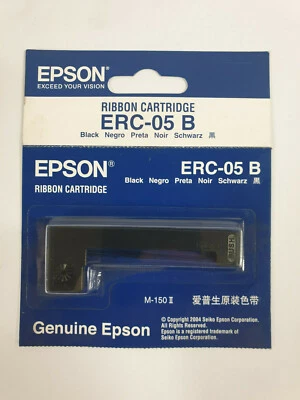 EPSON®
EXCEED YOUR VISION
RIBBON CARTRIDGE
ERC-05 B
Black Negro Preta Noir Schwarz 黑
EPSON®
RIBBON CARTRIDGE
ERC-05 B
Black Negro Preta Noir Schwarz 黑
PUSH
M-150 II
爱普生原装色带
Genuine Epson
© Copyright 2004 Seiko Epson Corporation.
All Rights Reserved.
Epson is a registered trademark of
Seiko Epson Corporation.